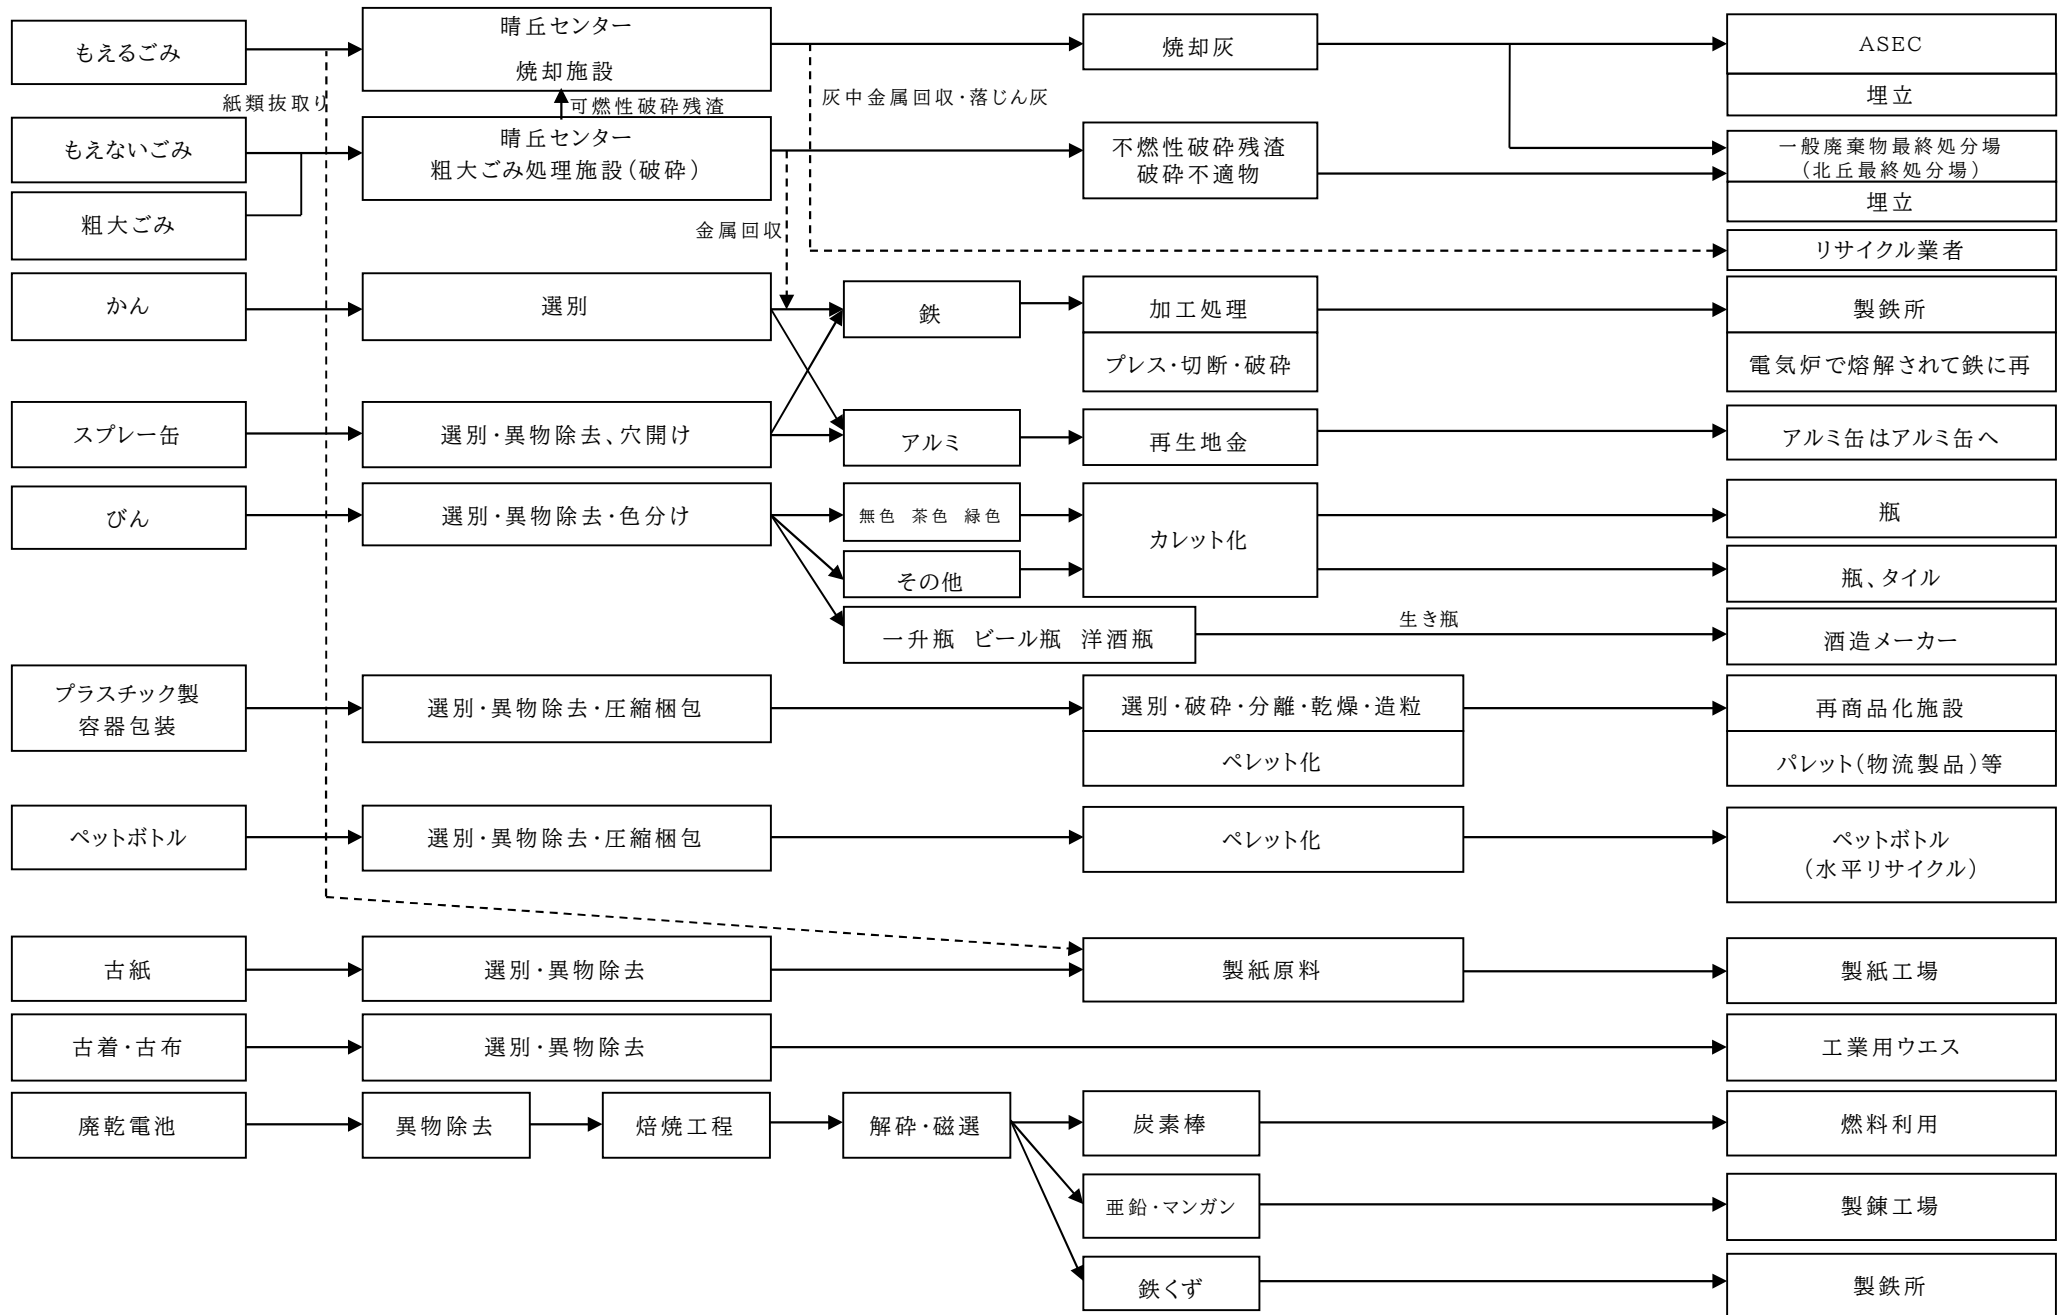 もえるごみ
晴丘センター
焼却施設
焼却灰
ASEC
埋立
紙類抜取り
可燃性破砕残渣
灰中金属回収・落じん灰
もえないごみ
粗大ごみ
晴丘センター
粗大ごみ処理施設(破砕)
不燃性破砕残渣
破砕不適物
一般廃棄物最終処分場
(北丘最終処分場)
埋立
金属回収
リサイクル業者
かん
選別
鉄
加工処理
プレス・切断・破砕
製鉄所
電気炉で熔解されて鉄に再
スプレー缶
選別・異物除去、穴開け
アルミ
再生地金
アルミ缶はアルミ缶へ
びん
選別・異物除去・色分け
無色 茶色 緑色
その他
カレット化
瓶
瓶、タイル
一升瓶 ビール瓶 洋酒瓶
生き瓶
酒造メーカー
プラスチック製
容器包装
選別・異物除去・圧縮梱包
選別・破砕・分離・乾燥・造粒
ペレット化
再商品化施設
パレット(物流製品)等
ペットボトル
選別・異物除去・圧縮梱包
ペレット化
ペットボトル
(水平リサイクル)
古紙
選別・異物除去
製紙原料
製紙工場
古着・古布
選別・異物除去
工業用ウエス
廃乾電池
異物除去
焙焼工程
解砕・磁選
炭素棒
燃料利用
亜鉛・マンガン
製錬工場
鉄くず
製鉄所